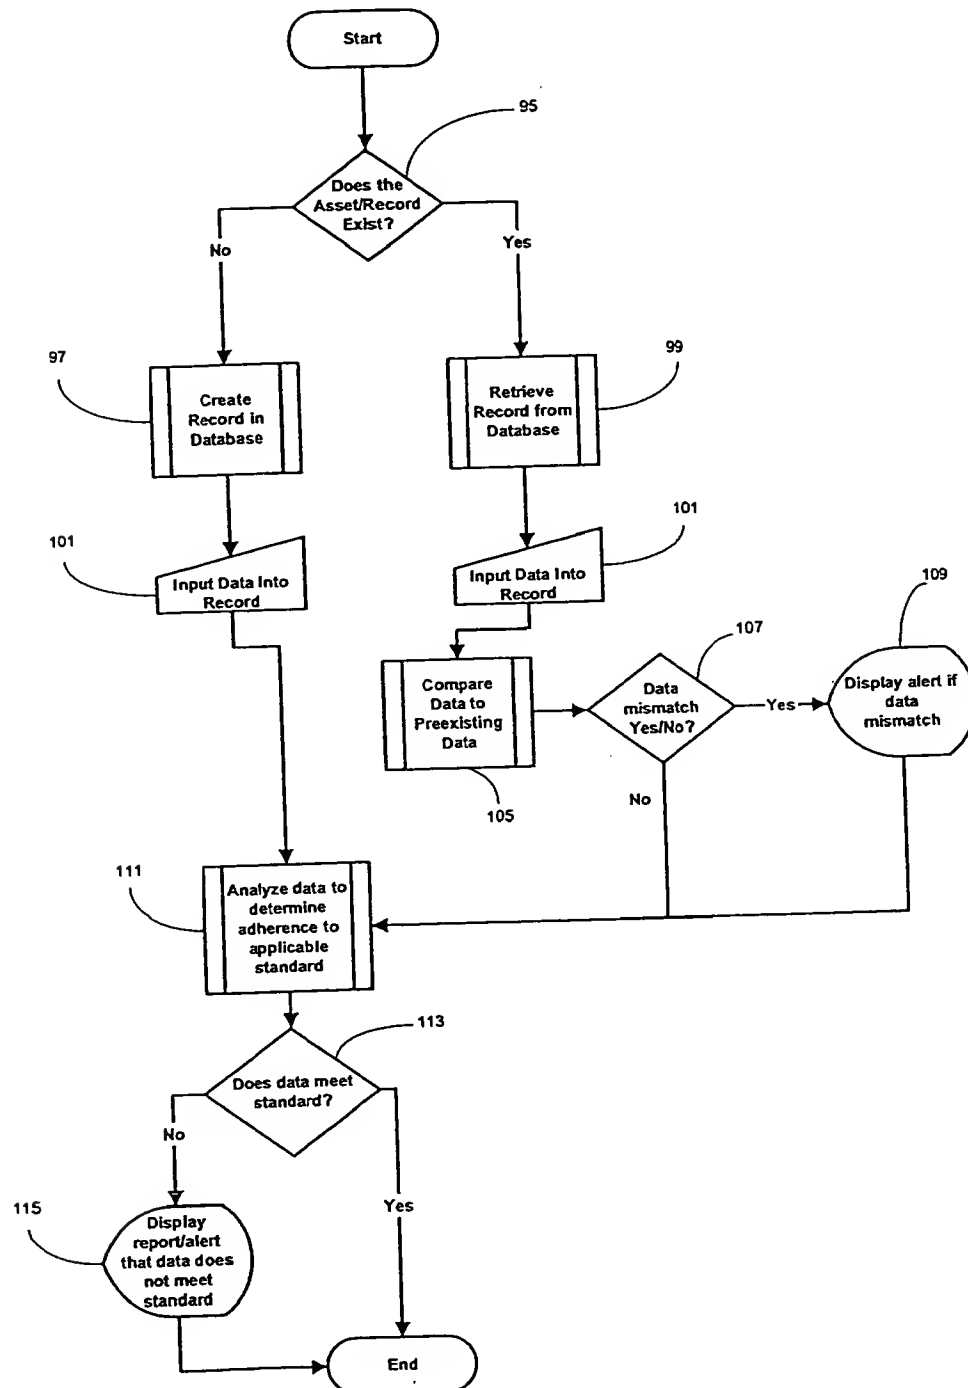 Start
95
Does the
Asset/Record
Exist?
No
Yes
97
Create
Record in
Database
99
Retrieve
Record from
Database
101
Input Data Into
Record
101
Input Data Into
Record
109
107
Compare
Data to
Preexisting
Data
Data
mismatch
Yes/No?
Yes
Display alert if
data
mismatch
105
No
111
Analyze data to
determine
adherence to
applicable
standard
113
Does data meet
standard?
No
Yes
115
Display
report/alert
that data does
not meet
standard
End